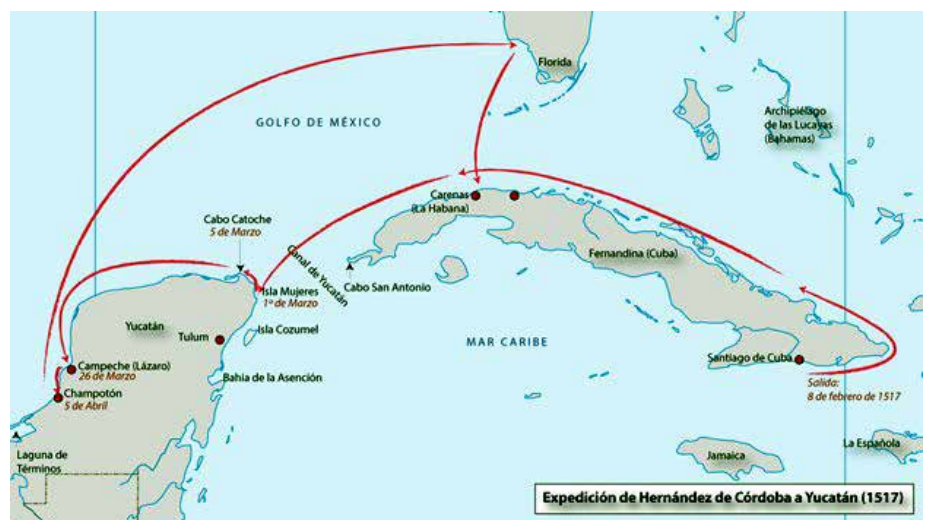 Florida
Archipiélago
de las Lucayas
(Bahamas)
GOLFO DE MÉXICO
Carenas
(La Habana)
Cabo Catoche
5 de Marzo
Canal de Yucatán
Fernandina (Cuba)
Cabo San Antonio
Isla Mujeres
1º de Marzo
Yucatán
Isla Cozumel
Tulum
MAR CARIBE
Santiago de Cuba
Campeche (Lázaro)
26 de Marzo
Bahia de la Asención
Salida:
8 de febrero de 1517
Champotón
5 de Abril
La Española
Laguna de
Términos
Jamaica
Expedición de Hernández de Córdoba a Yucatán (1517)